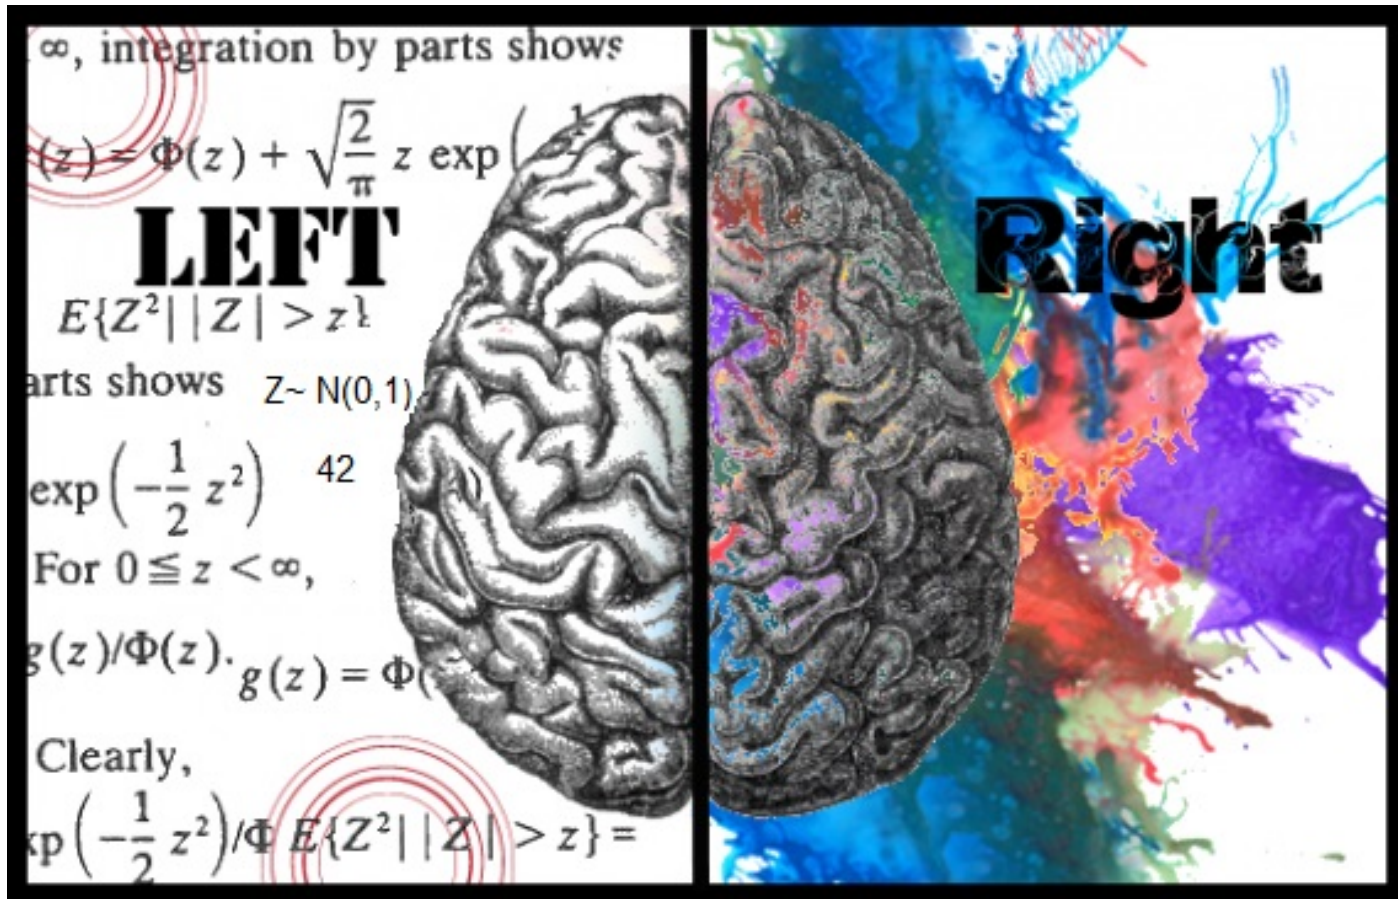 ∞, integration by parts shows
(z) = Φ(z) + √(2/π) z exp(
LEFT
E{Z²| |Z| > z}
arts shows
Z~ N(0,1)
exp(-1/2 z²)
42
For 0 ≦ z < ∞,
g(z)/Φ(z).
g(z) = Φ(
Clearly,
xp(-1/2 z²)/Φ E{Z²| |Z| > z} =
Right